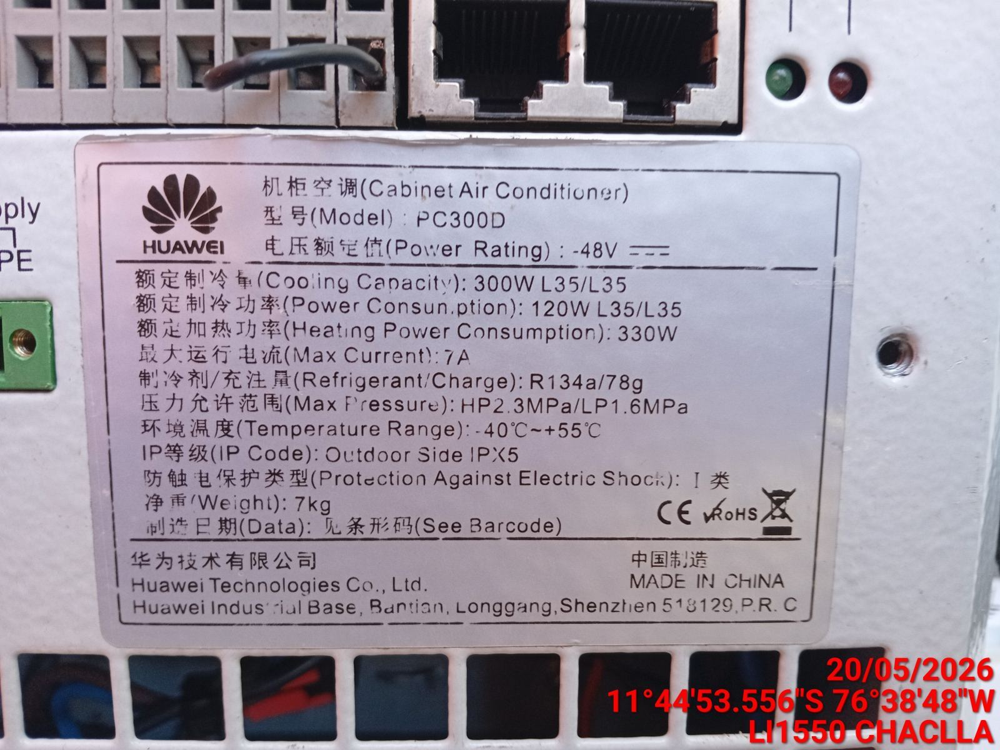 pply
PE
HUAWEI
机柜空调(Cabinet Air Conditioner)
型号(Model) : PC300D
电压额定值(Power Rating) : -48V
额定制冷量(Cooling Capacity): 300W L35/L35
额定制冷功率(Power Consumption): 120W L35/L35
额定加热功率(Heating Power Consumption): 330W
最大运行电流(Max Current): 7A
制冷剂/充注量(Refrigerant/Charge): R134a/78g
压力允许范围(Max Pressure): HP2.3MPa/LP1.6MPa
环境温度(Temperature Range): -40℃~+55℃
IP等级(IP Code): Outdoor Side IPX5
防触电保护类型(Protection Against Electric Shock): I 类
净重(Weight): 7kg
制造日期(Data): 见条形码(See Barcode)
CE RoHS
华为技术有限公司
中国制造
Huawei Technologies Co., Ltd.
MADE IN CHINA
Huawei Industrial Base, Bantian, Longgang,Shenzhen 518129,P.R. C
20/05/2026
11°44'53.556"S 76°38'48"W
LI1550 CHACLLA